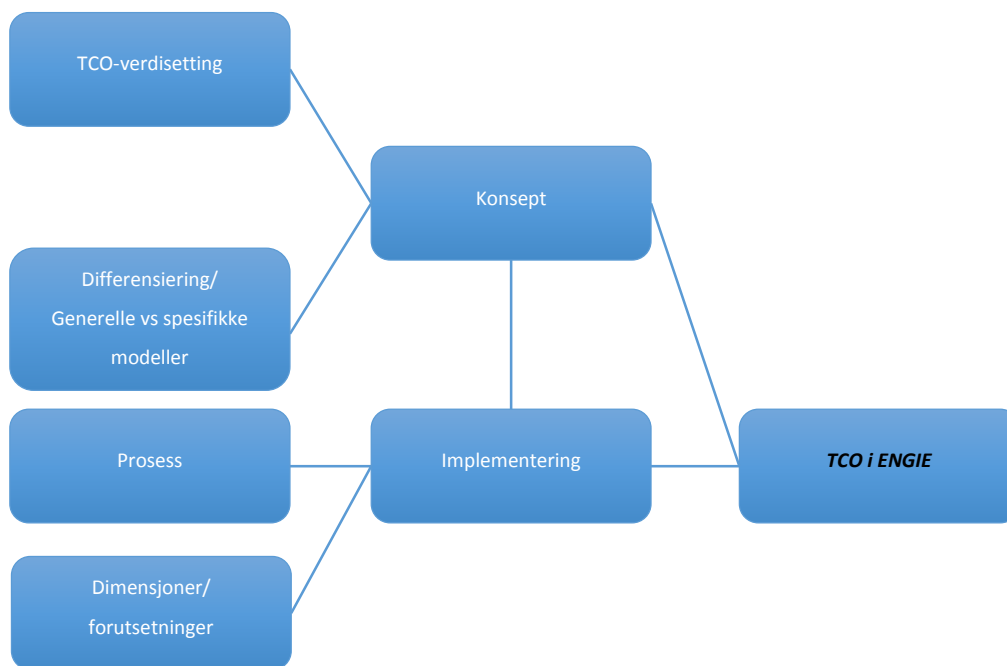 TCO-verdisetting
Konsept
Differensiering/
Generelle vs spesifikke
modeller
Prosess
Implementering
TCO i ENGIE
Dimensjoner/
forutsetninger